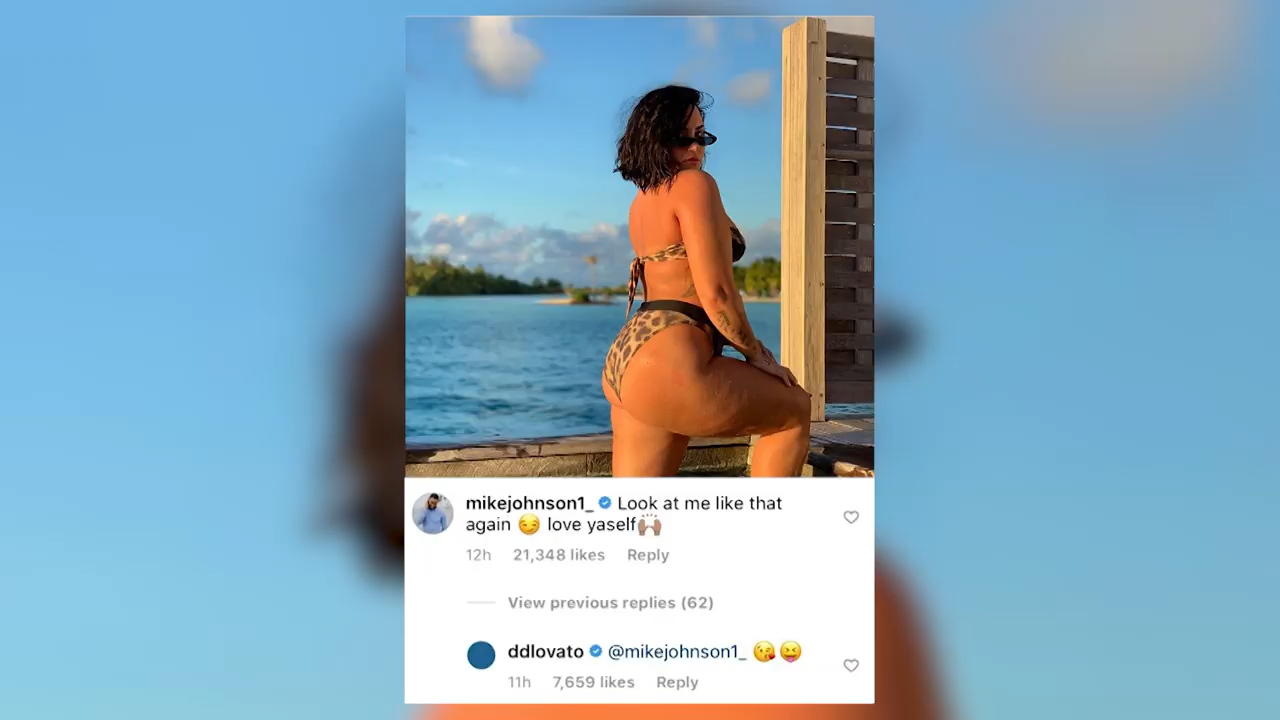 mikejohnson1_ Look at me like that
again 😏 love yaself🙌🏽
12h 21,348 likes Reply
View previous replies (62)
ddlovato @mikejohnson1_ 😘😝
11h 7,659 likes Reply